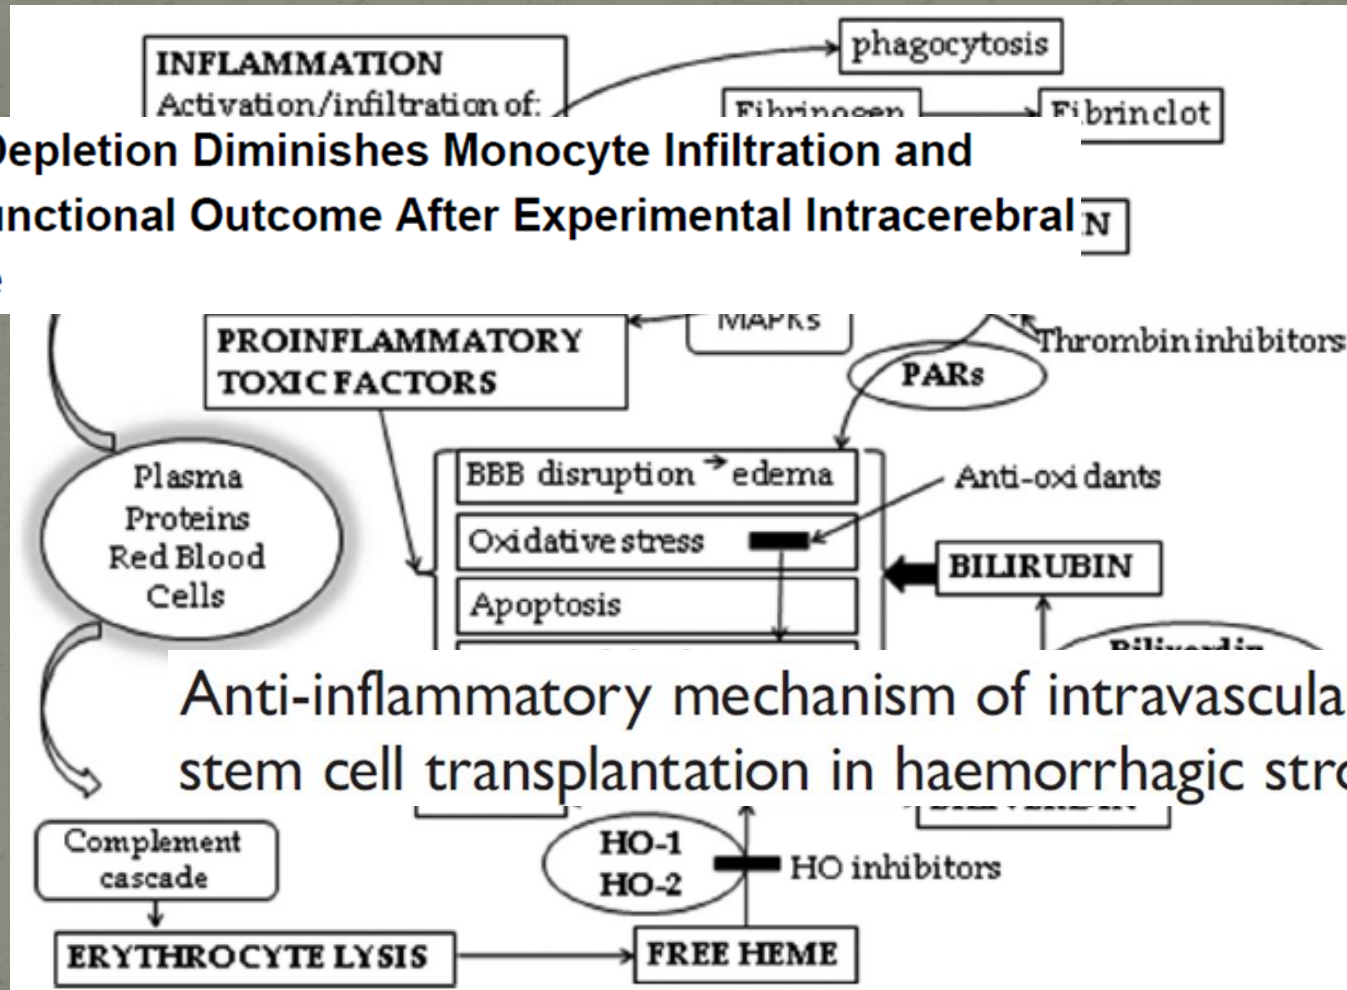 phagocytosis
INFLAMMATION
Activation/infiltration of:
Fibrinogen
Fibrin clot
Depletion Diminishes Monocyte Infiltration and
unctional Outcome After Experimental Intracerebral
N
e
MAPKs
PROINFLAMMATORY
TOXIC FACTORS
Thrombin inhibitors
PARs
Plasma
Proteins
Red Blood
Cells
BBB disruption → edema
Anti-oxidants
Oxidative stress
BILIRUBIN
Apoptosis
Biliverdin
Anti-inflammatory mechanism of intravascula
stem cell transplantation in haemorrhagic stro
BILIVERDIN
Complement
cascade
HO-1
HO-2
HO inhibitors
ERYTHROCYTE LYSIS
FREE HEME